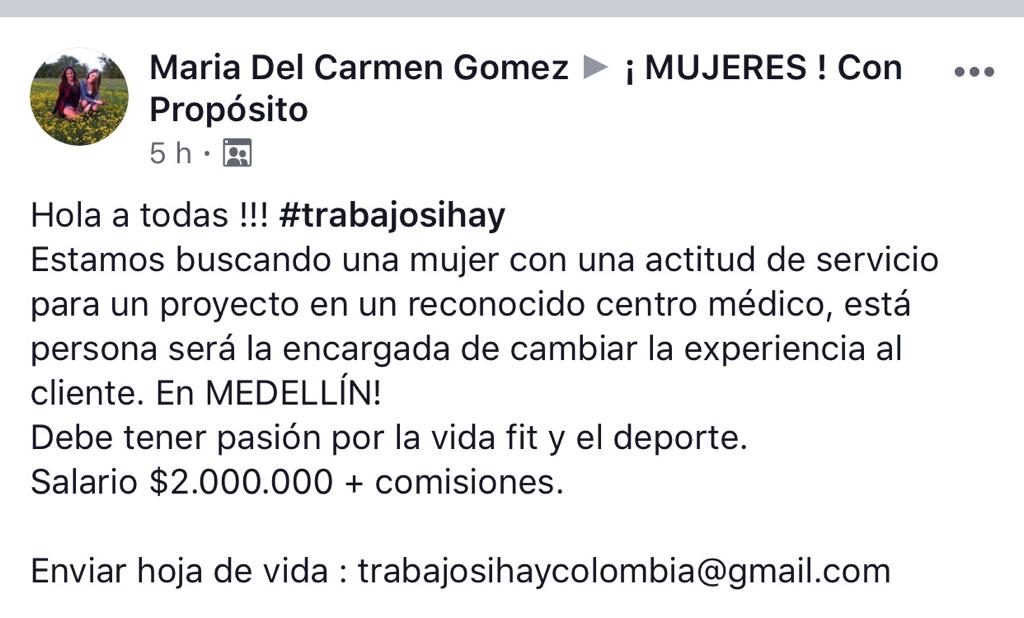 Maria Del Carmen Gomez ▶ ¡ MUJERES ! Con
Propósito
5 h ·
Hola a todas !!! #trabajosihay
Estamos buscando una mujer con una actitud de servicio
para un proyecto en un reconocido centro médico, está
persona será la encargada de cambiar la experiencia al
cliente. En MEDELLÍN!
Debe tener pasión por la vida fit y el deporte.
Salario $2.000.000 + comisiones.
Enviar hoja de vida : trabajosihaycolombia@gmail.com